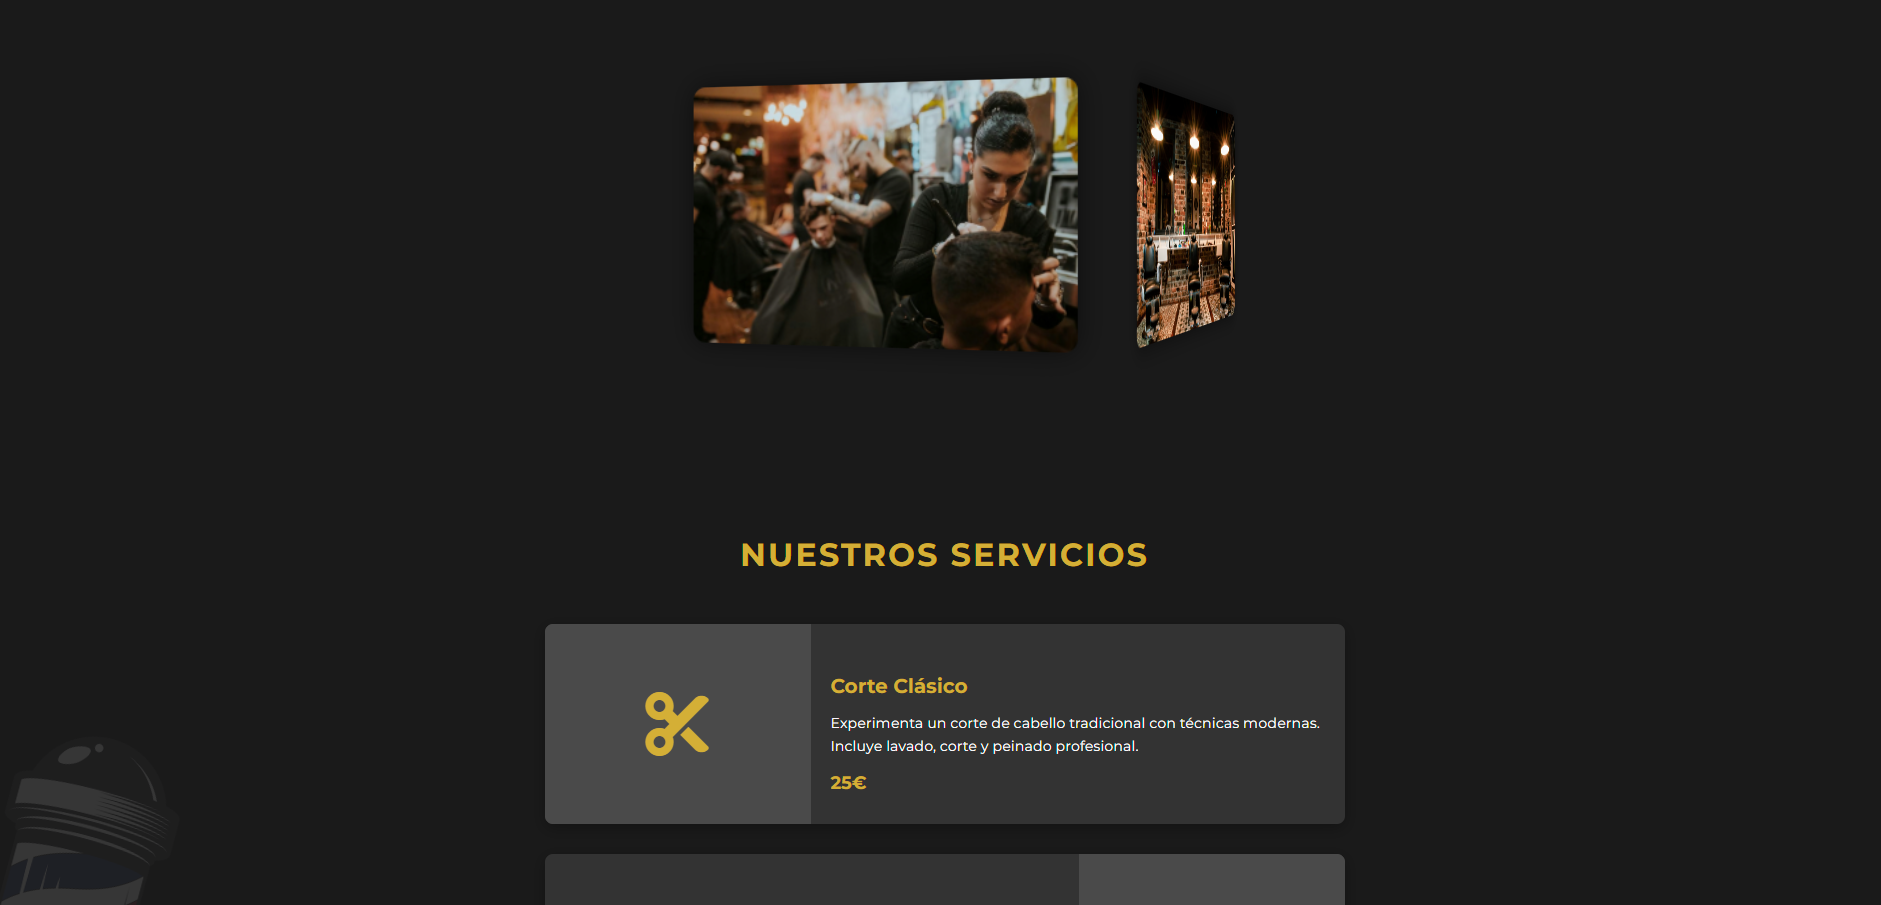 NUESTROS SERVICIOS
Corte Clásico
Experimenta un corte de cabello tradicional con técnicas modernas.
Incluye lavado, corte y peinado profesional.
25€